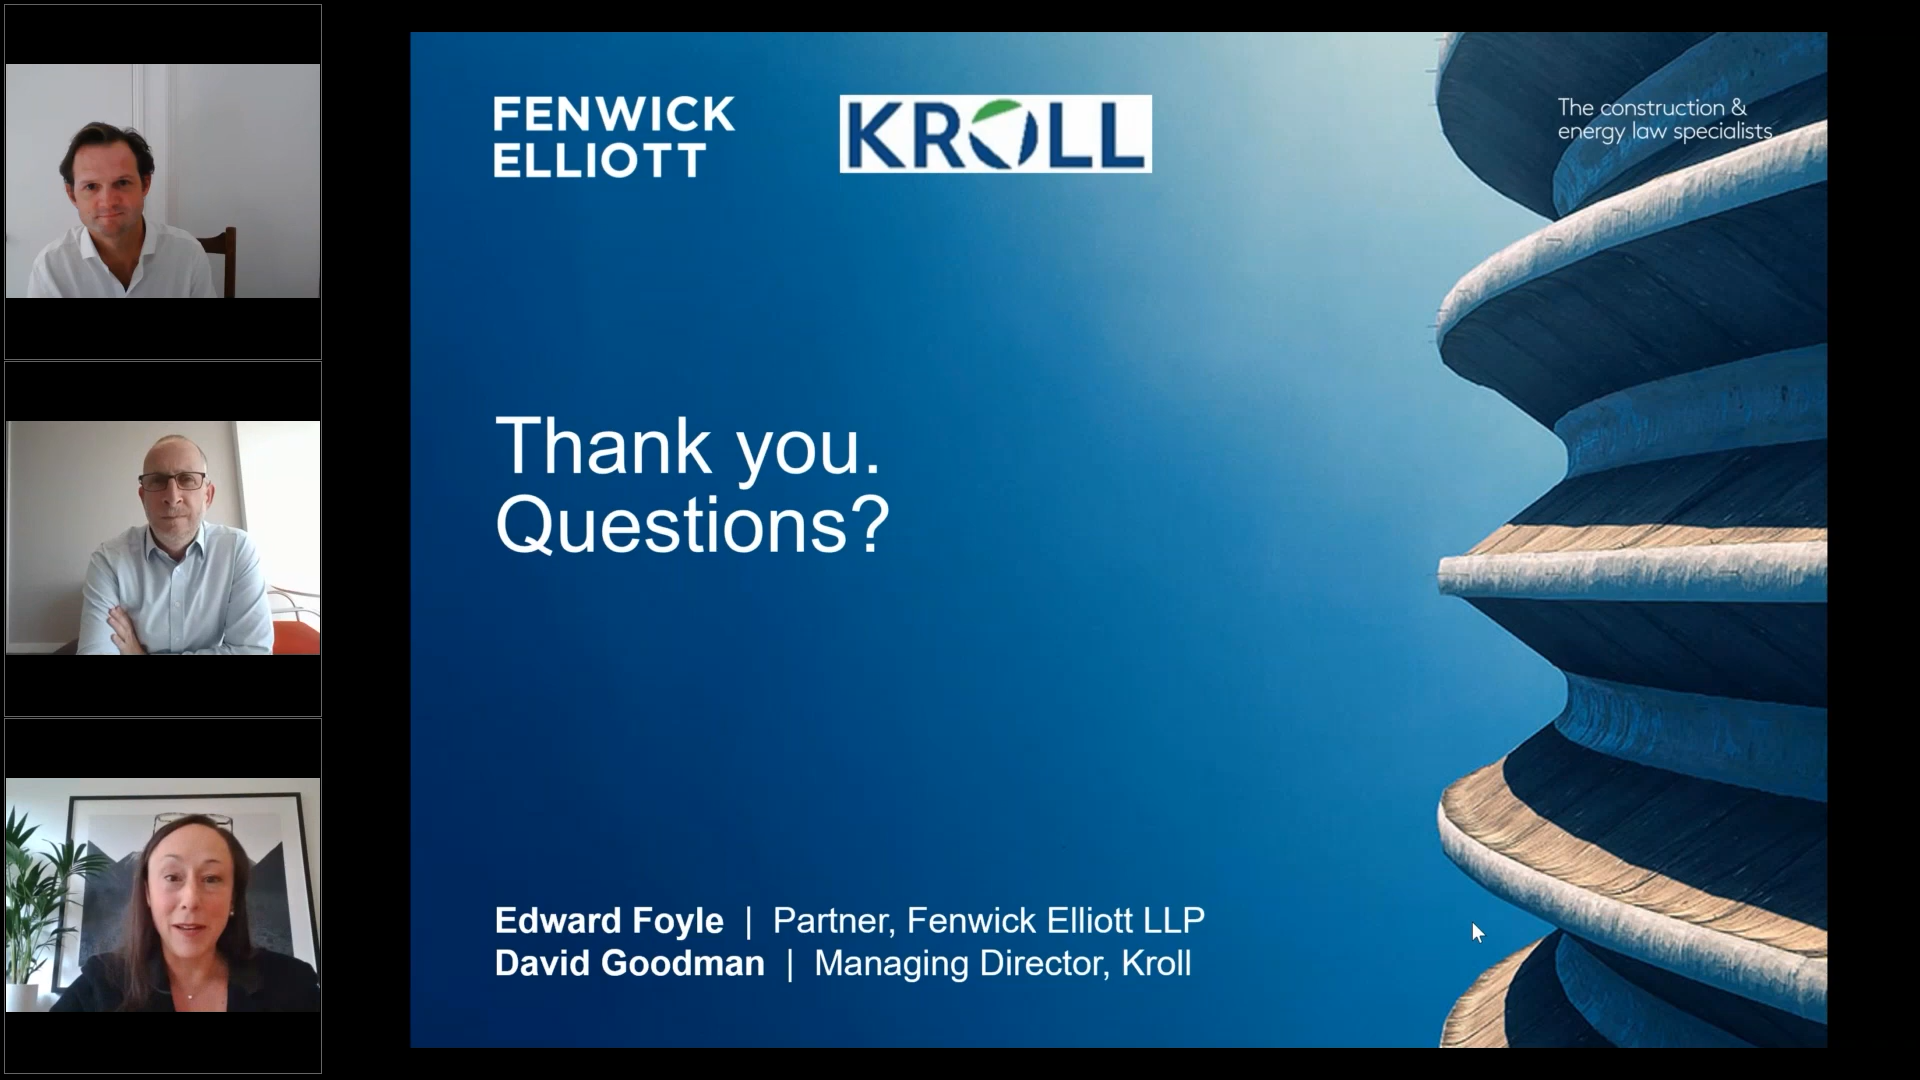 FENWICK
ELLIOTT
KROLL
The construction &
energy law specialists
Thank you.
Questions?
Edward Foyle | Partner, Fenwick Elliott LLP
David Goodman | Managing Director, Kroll